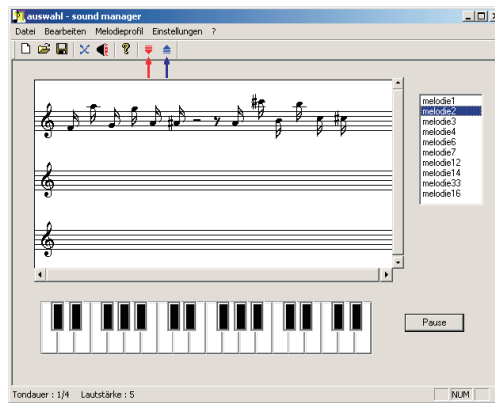 auswahl - sound manager
Datei Bearbeiten Melodieprofil Einstellungen ?
melodie1
melodie2
melodie3
melodie4
melodie6
melodie7
melodie12
melodie14
melodie33
melodie16
Pause
Tondauer : 1/4 Lautstärke : 5 NUM